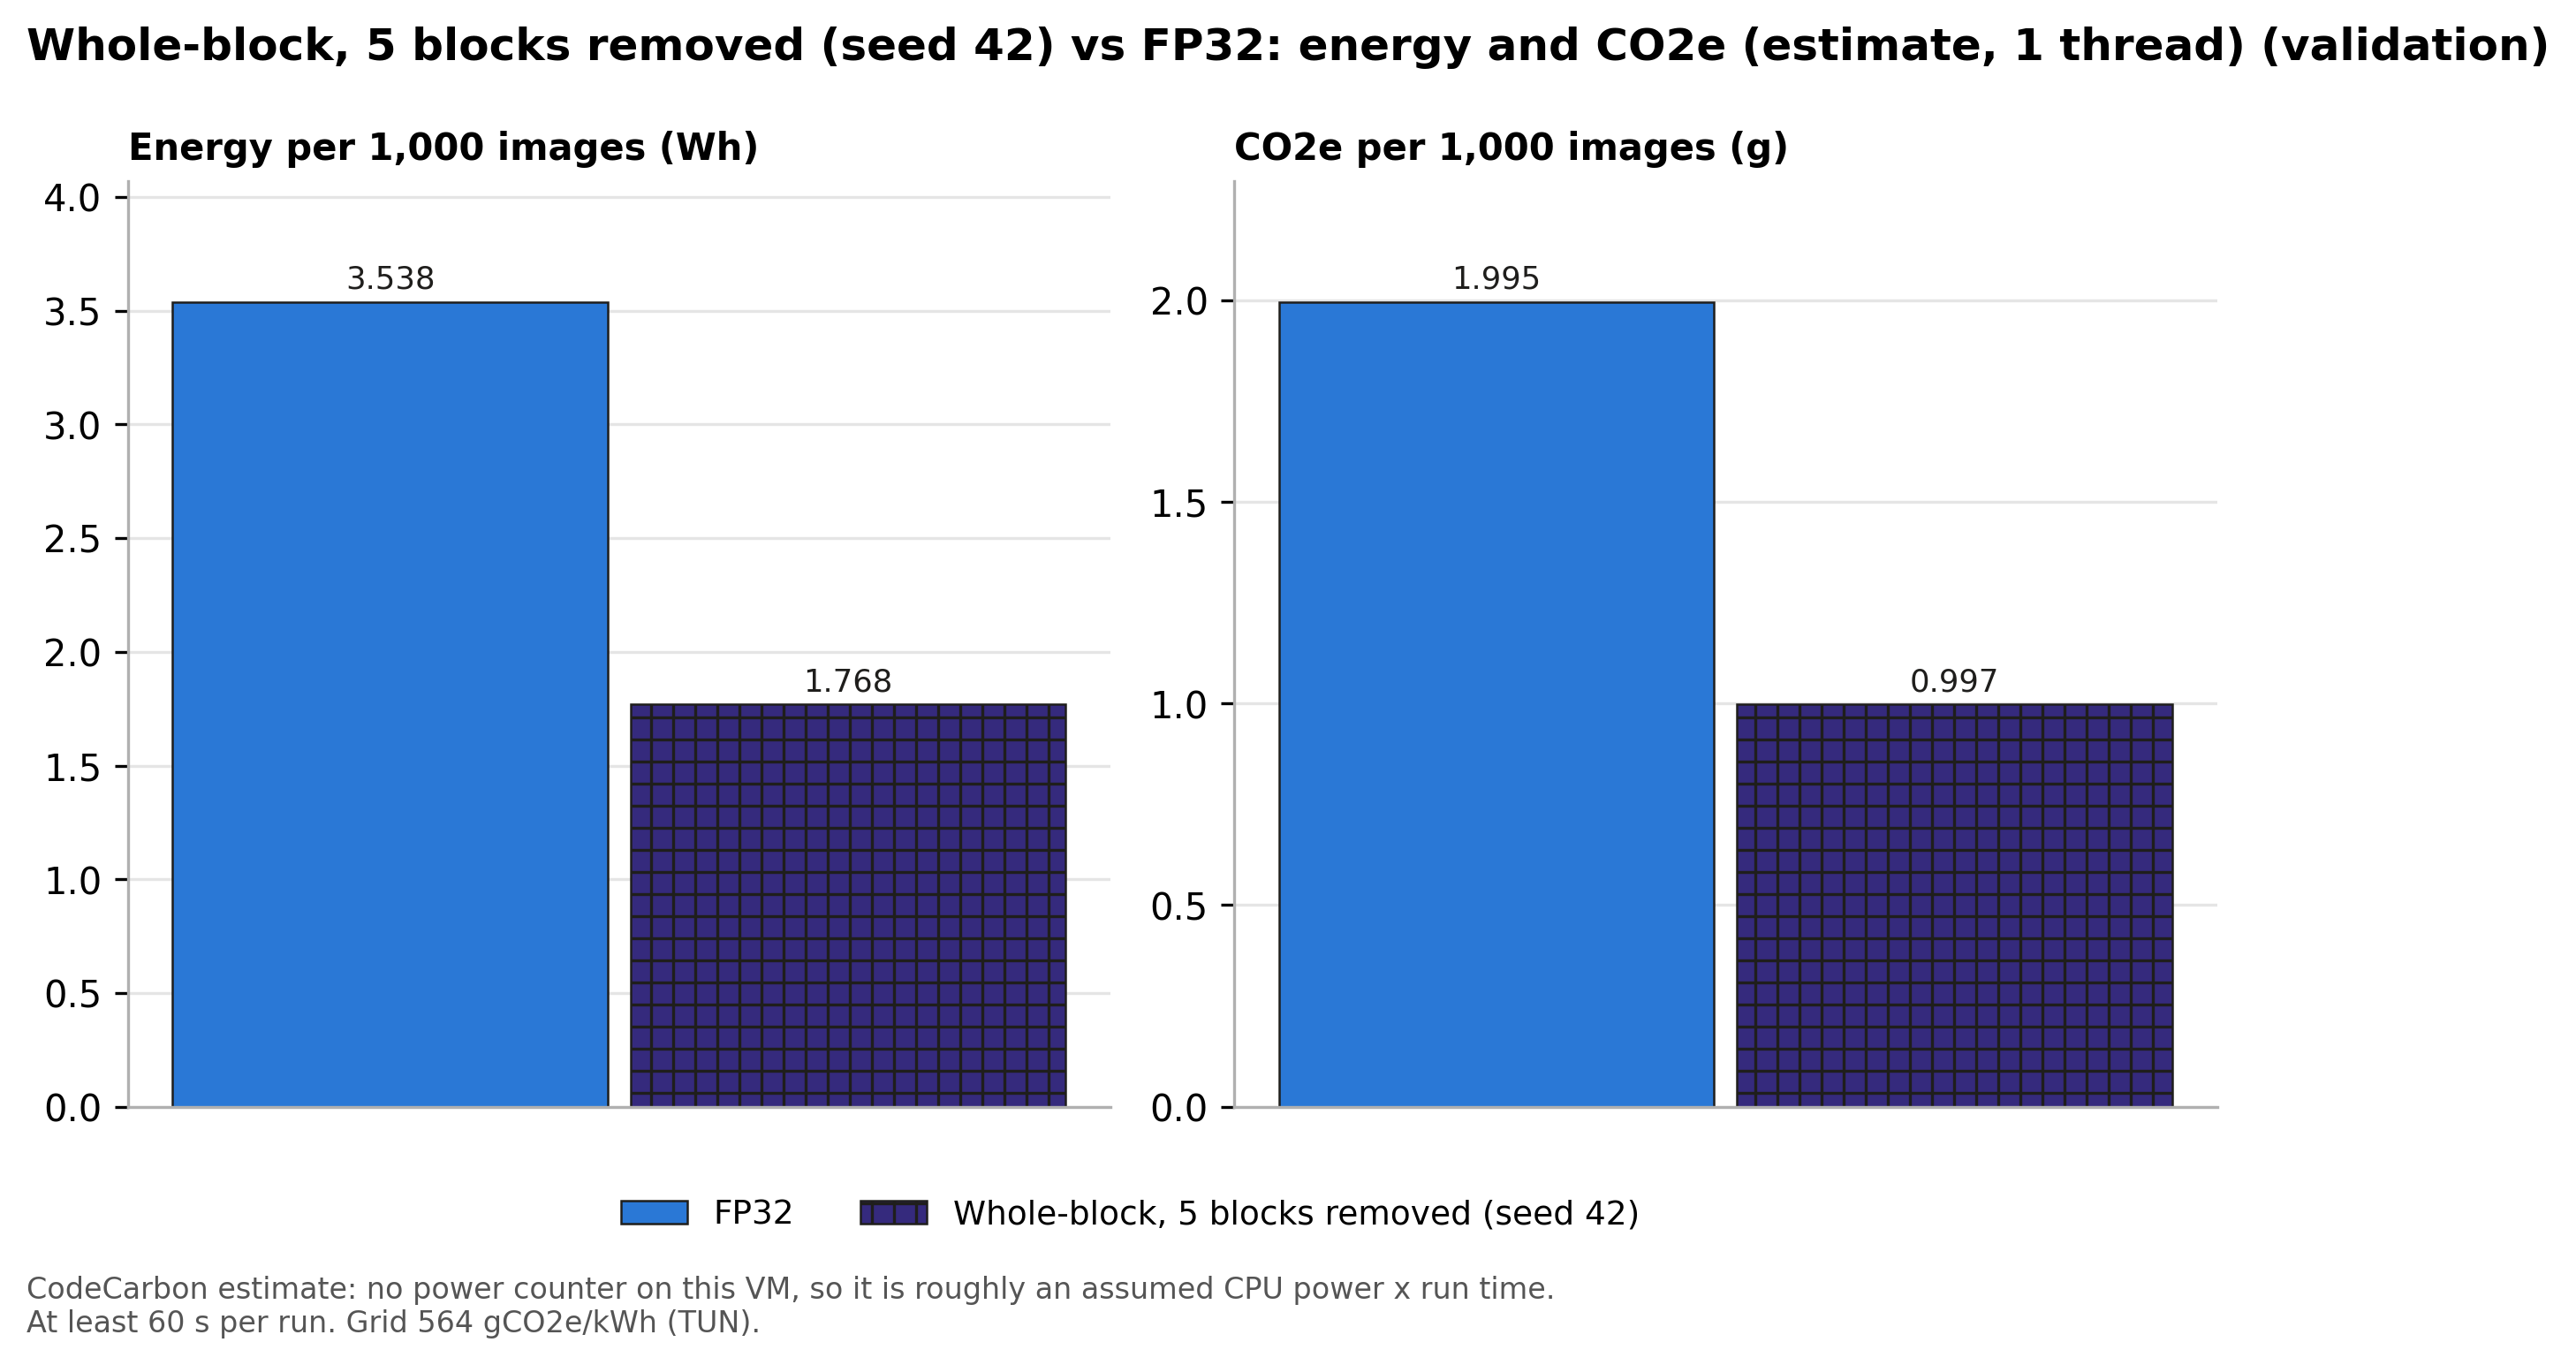 Whole-block, 5 blocks removed (seed 42) vs FP32: energy and CO2e (estimate, 1 thread) (validation)
Energy per 1,000 images (Wh)
4.0
3.5
3.0
2.5
2.0
1.5
1.0
0.5
0.0
3.538
1.768
CO2e per 1,000 images (g)
2.0
1.5
1.0
0.5
0.0
1.995
0.997
FP32
Whole-block, 5 blocks removed (seed 42)
CodeCarbon estimate: no power counter on this VM, so it is roughly an assumed CPU power x run time.
At least 60 s per run. Grid 564 gCO2e/kWh (TUN).